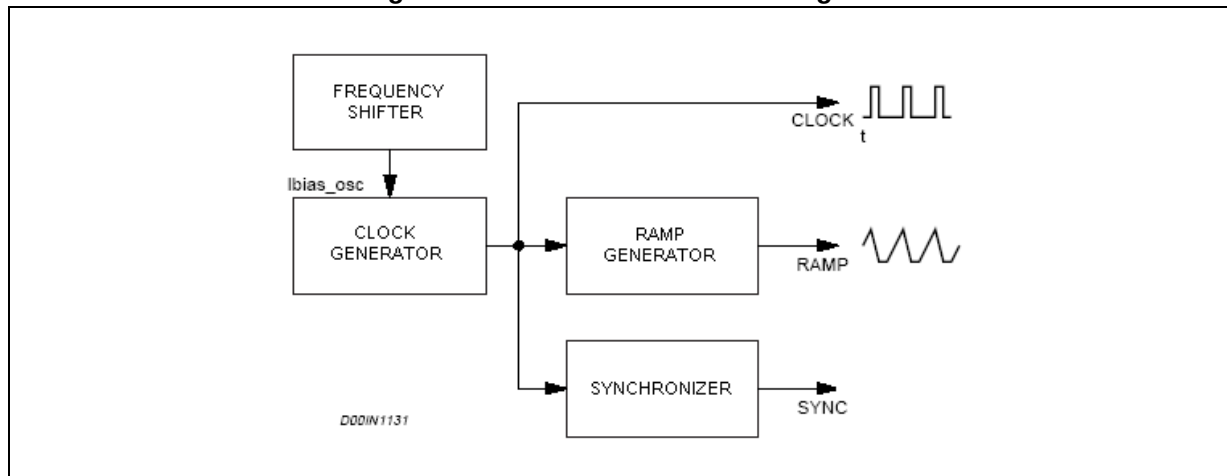 FREQUENCY
SHIFTER
CLOCK
t
Ibias_osc
CLOCK
GENERATOR
RAMP
GENERATOR
RAMP
SYNCHRONIZER
SYNC
D00IN1131